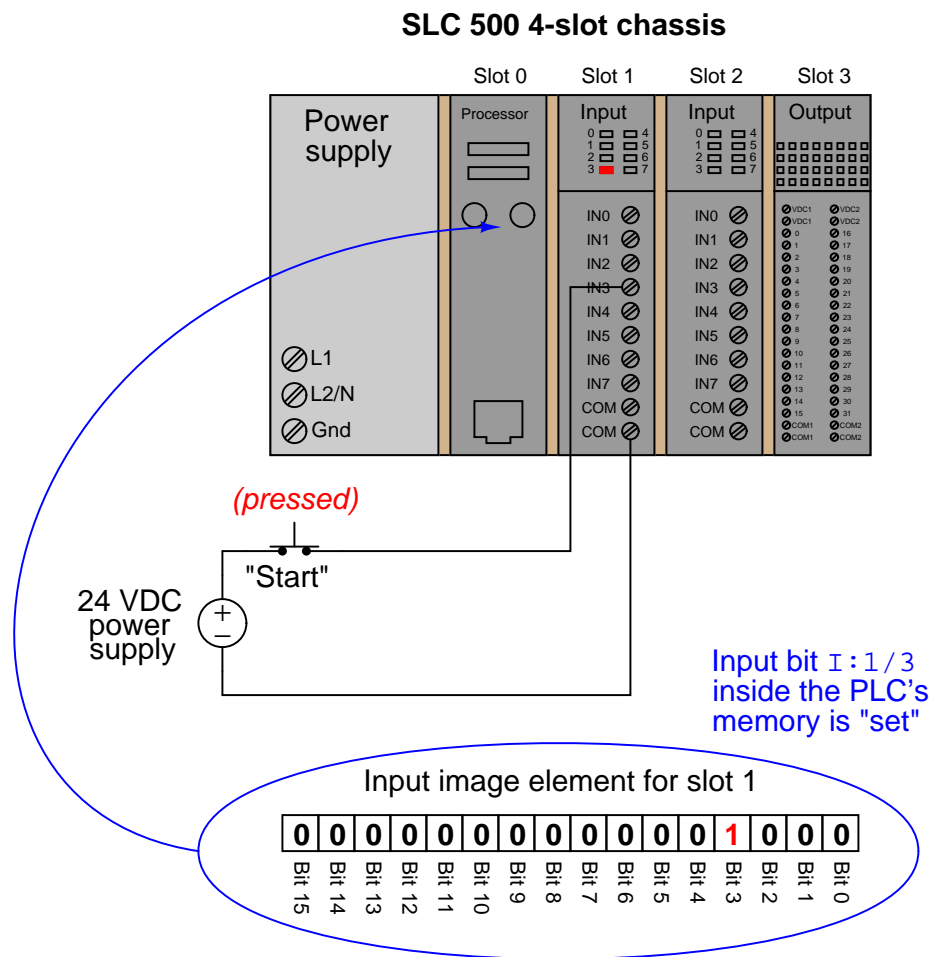 SLC 500 4-slot chassis
Slot 0 Slot 1 Slot 2 Slot 3
Power
supply
Processor
Input
0 4
1 5
2 6
3 7
Input
0 4
1 5
2 6
3 7
Output
IN0
IN1
IN2
IN3
IN4
IN5
IN6
IN7
COM
COM
IN0
IN1
IN2
IN3
IN4
IN5
IN6
IN7
COM
COM
VDC1 VDC2
VDC1 VDC2
0 16
1 17
2 18
3 19
4 20
5 21
6 22
7 23
8 24
9 25
10 26
11 27
12 28
13 29
14 30
15 31
COM1 COM2
COM1 COM2
L1
L2/N
Gnd
(pressed)
"Start"
24 VDC
power
supply
+
−
Input bit I:1/3
inside the PLC's
memory is "set"
Input image element for slot 1
0 0 0 0 0 0 0 0 0 0 0 0 1 0 0 0
Bit 15 Bit 14 Bit 13 Bit 12 Bit 11 Bit 10 Bit 9 Bit 8 Bit 7 Bit 6 Bit 5 Bit 4 Bit 3 Bit 2 Bit 1 Bit 0